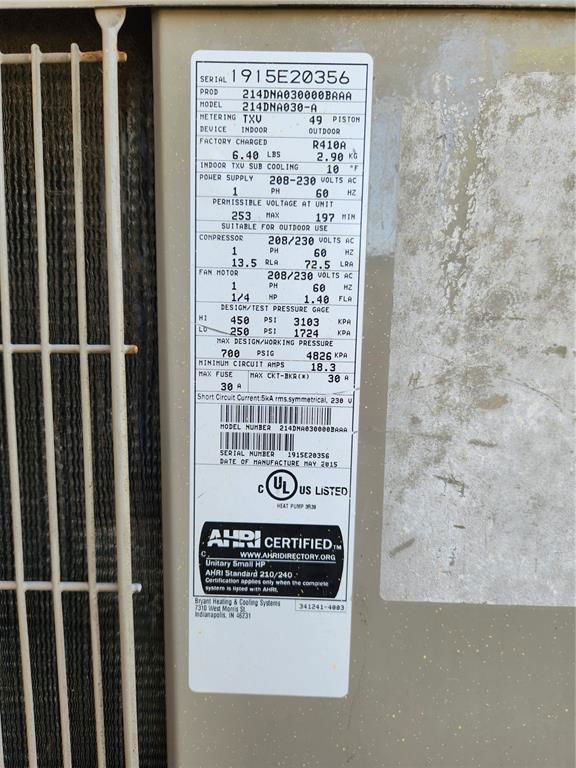 SERIAL 1915E20356
PROD 214DNA030000BAAA
MODEL 214DNA030-A
METERING TXV 49 PISTON
DEVICE INDOOR OUTDOOR
FACTORY CHARGED R410A
6.40 LBS 2.90 KG
INDOOR TXV SUB COOLING 10 °F
POWER SUPPLY 208-230 VOLTS AC
1 PH 60 HZ
PERMISSIBLE VOLTAGE AT UNIT
253 MAX 197 MIN
SUITABLE FOR OUTDOOR USE
COMPRESSOR 208/230 VOLTS AC
1 PH 60 HZ
13.5 RLA 72.5 LRA
FAN MOTOR 208/230 VOLTS AC
1 PH 60 HZ
1/4 HP 1.40 FLA
DESIGN/TEST PRESSURE GAGE
HI 450 PSI 3103 KPA
LO 250 PSI 1724 KPA
MAX DESIGN/WORKING PRESSURE
700 PSIG 4826 KPA
MINIMUM CIRCUIT AMPS 18.3
MAX FUSE MAX CKT-BKR(*) 30 A
30 A
Short Circuit Current:5kA rms,symmetrical, 230 V
MODEL NUMBER 214DNA030000BAAA
SERIAL NUMBER 1915E20356
DATE OF MANUFACTURE MAY 2015
C UL US LISTED
HEAT PUMP 3R39
AHRI CERTIFIED™
C WWW.AHRIDIRECTORY.ORG
Unitary Small HP
AHRI Standard 210/240
Certification applies only when the complete
system is listed with AHRI.
Bryant Heating & Cooling Systems
7310 West Morris St.
Indianapolis, IN 46231
341241-4003